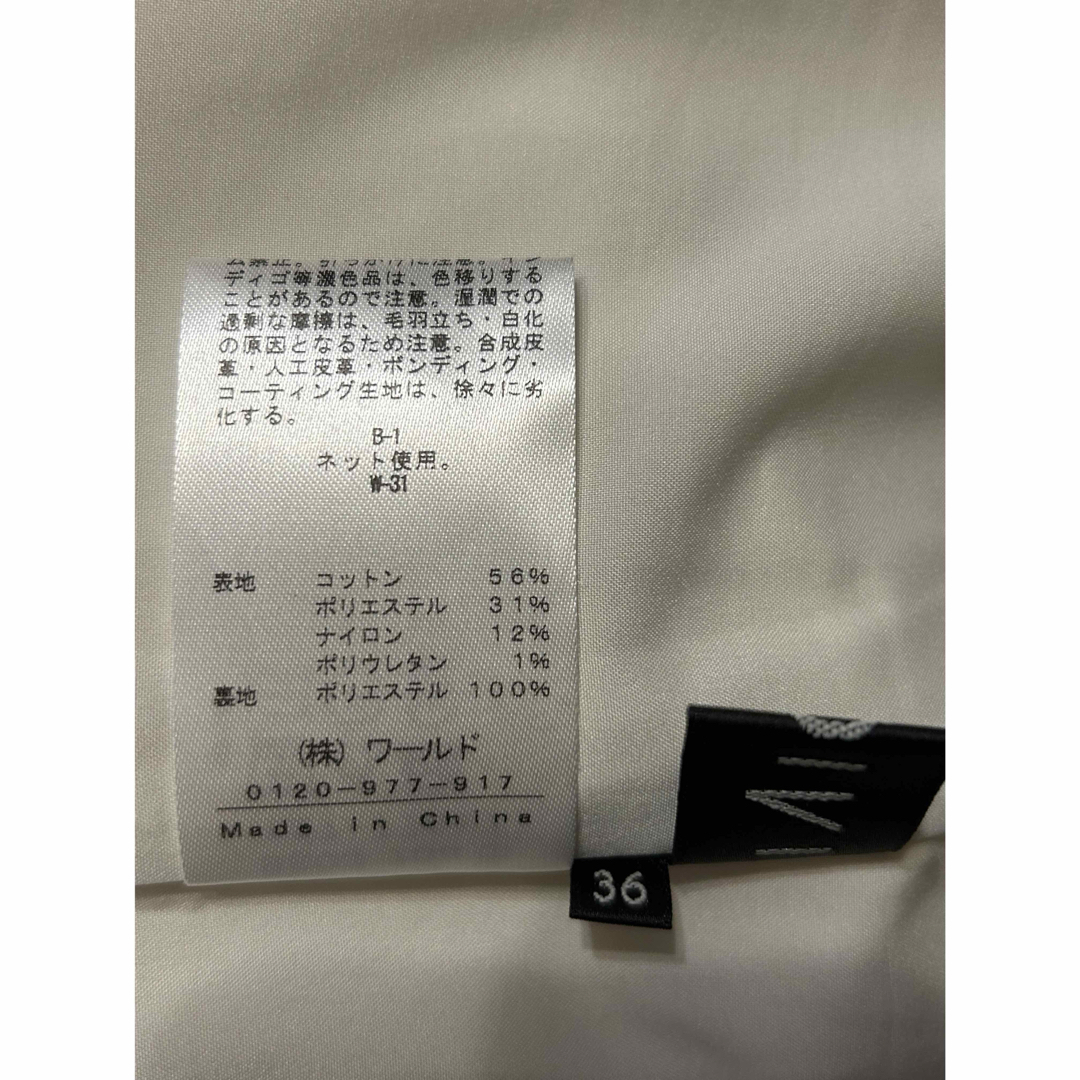 ディゴ等濃色品は、色移りする
ことがあるので注意。湿潤での
過剰な摩擦は、毛羽立ち・白化
の原因となるため注意。合成皮
革・人工皮革・ボンディング・
コーティング生地は、徐々に劣
化する。
B-1
ネット使用。
W-31
表地 コットン 56%
ポリエステル 31%
ナイロン 12%
ポリウレタン 1%
裏地 ポリエステル 100%
(株) ワールド
0120-977-917
Made in China
36